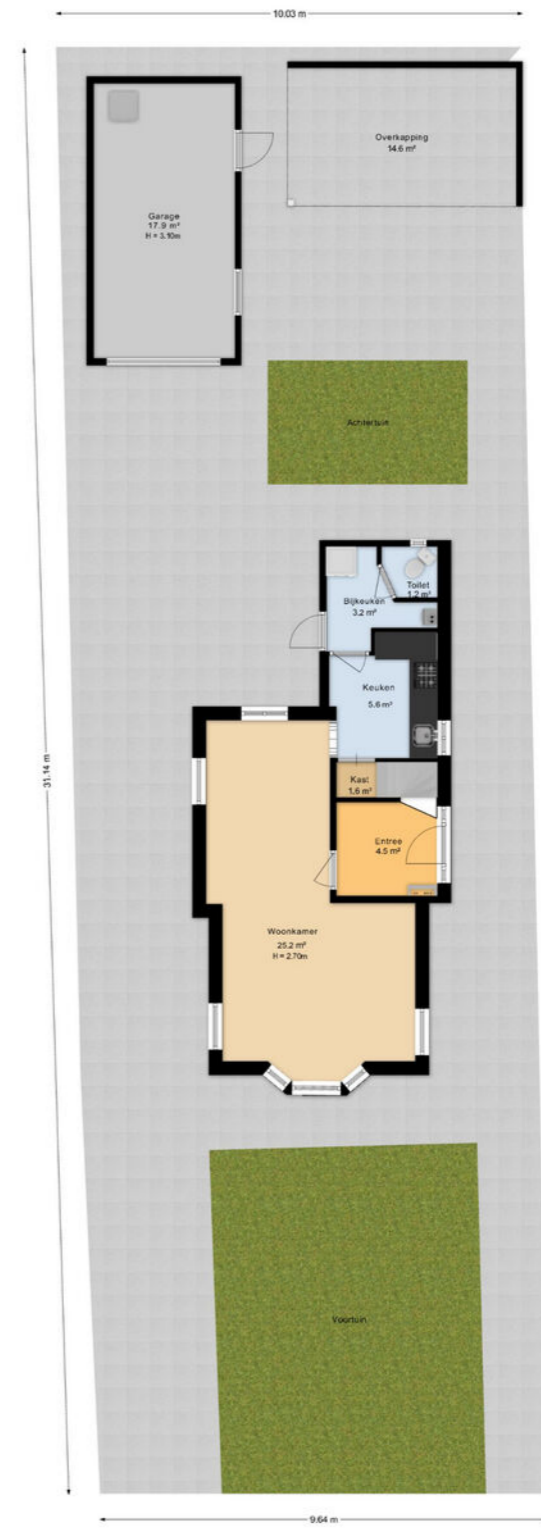 10.03 m
Overkapping
14.6 m²
Garage
17.9 m²
H = 3.10m
Achtertuin
Toilet
1.2 m²
Bijkeuken
3.2 m²
Keuken
5.6 m²
31.14 m
Kast
1.6 m²
Entree
4.5 m²
Woonkamer
25.2 m²
H = 2.70m
Voortuin
9.64 m